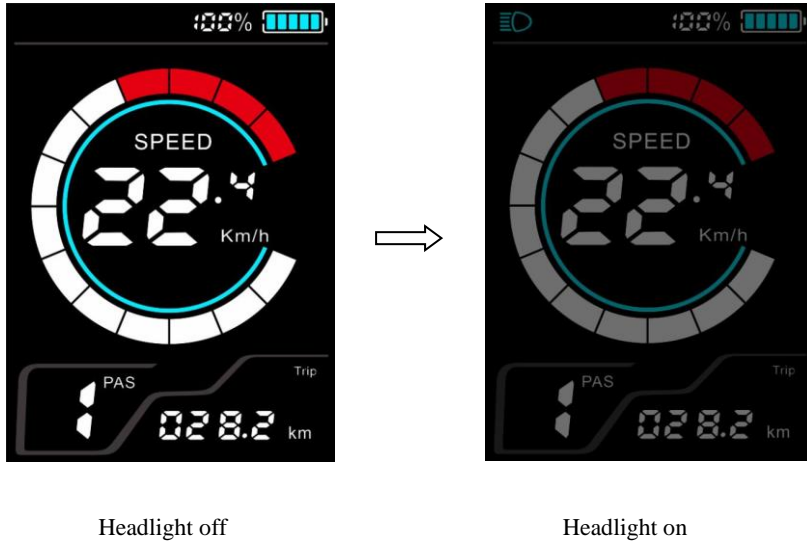 100%
100%
SPEED
SPEED
22.4
22.4
Km/h
Km/h
Trip
Trip
1 PAS
1 PAS
028.2 km
028.2 km
Headlight off
Headlight on